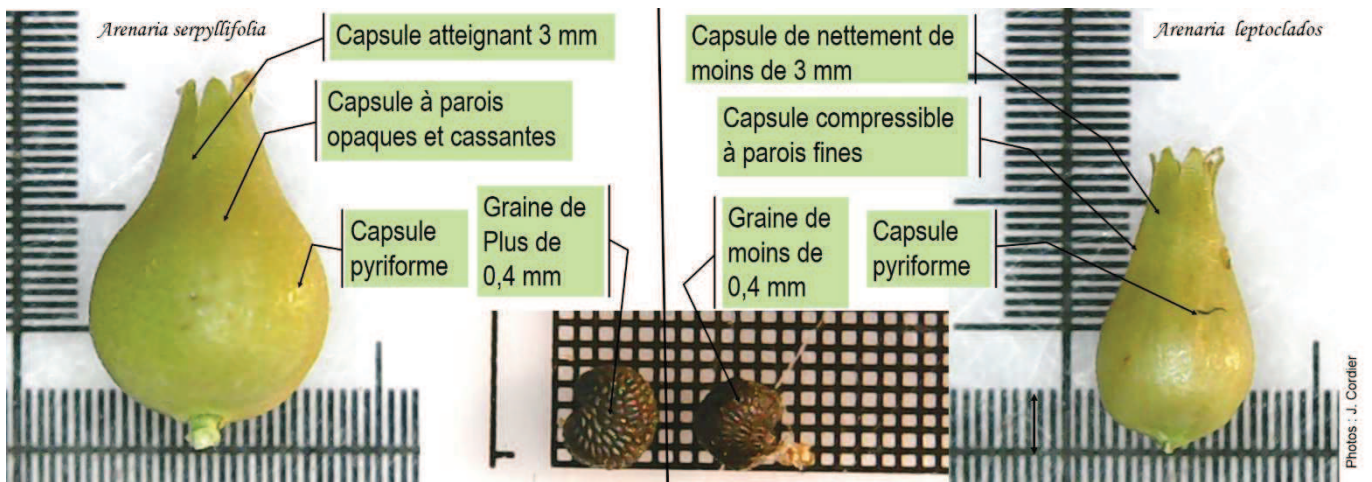 Arenaria serpyllifolia
Capsule atteignant 3 mm
Capsule à parois
opaques et cassantes
Capsule
pyriforme
Graine de
Plus de
0,4 mm
Arenaria leptoclados
Capsule de nettement de
moins de 3 mm
Capsule compressible
à parois fines
Graine de
moins de
0,4 mm
Capsule
pyriforme
Photos : J. Cordier